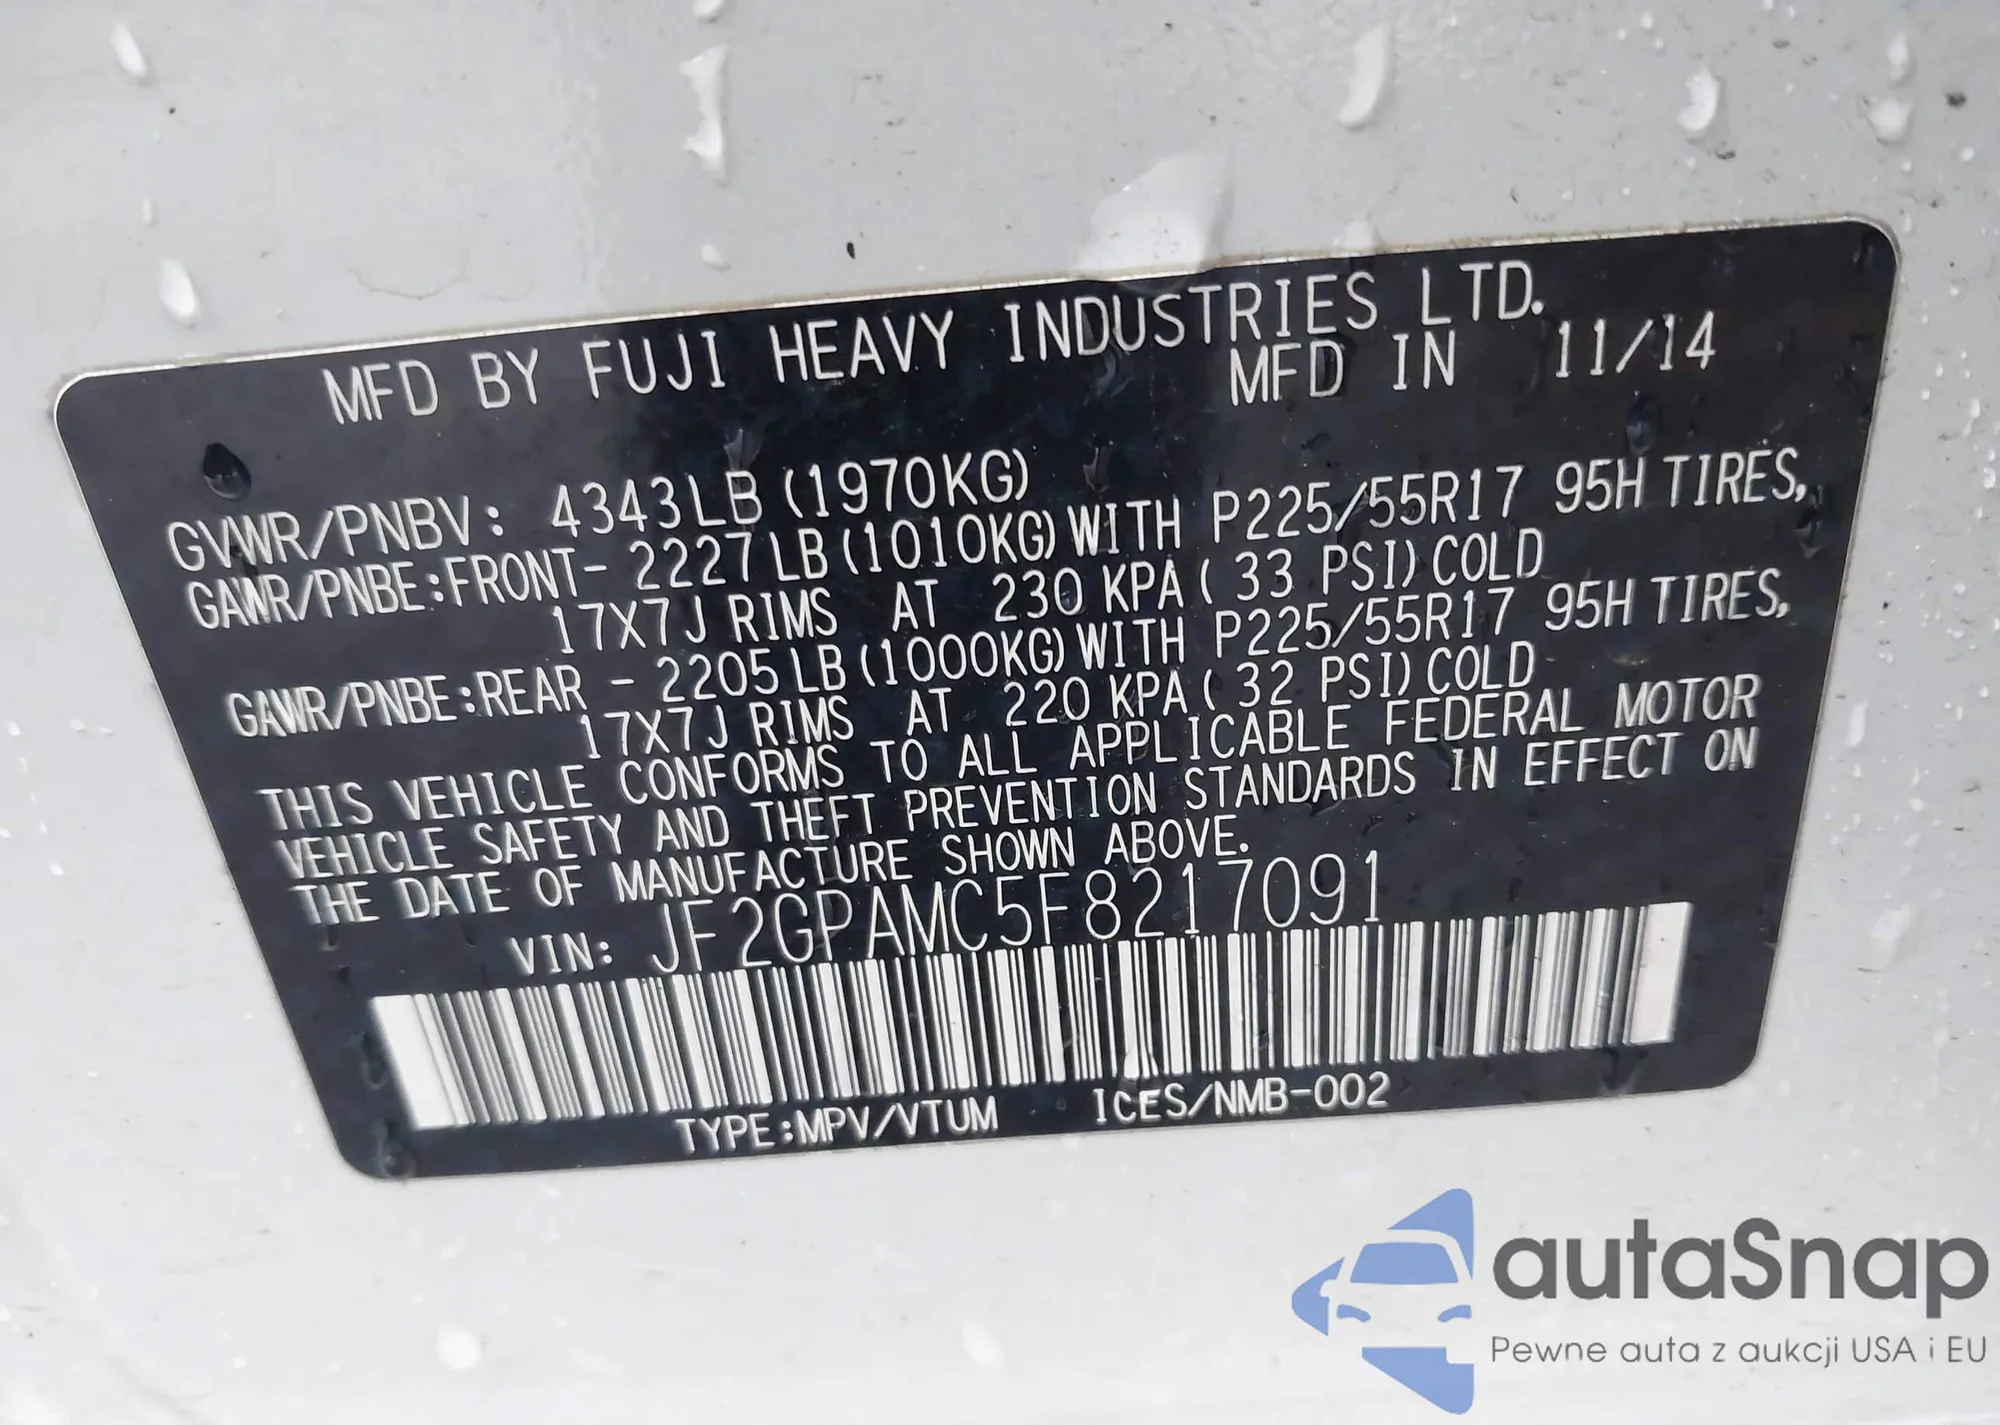 MFD BY FUJI HEAVY INDUSTRIES LTD.
MFD IN 11/14
GVWR/PNBV: 4343LB (1970KG)
GAWR/PNBE:FRONT- 2227LB(1010KG)WITH P225/55R17 95H TIRES,
17X7J RIMS AT 230 KPA( 33 PSI)COLD
GAWR/PNBE:REAR - 2205LB(1000KG)WITH P225/55R17 95H TIRES,
17X7J RIMS AT 220 KPA( 32 PSI)COLD
THIS VEHICLE CONFORMS TO ALL APPLICABLE FEDERAL MOTOR
VEHICLE SAFETY AND THEFT PREVENTION STANDARDS IN EFFECT ON
THE DATE OF MANUFACTURE SHOWN ABOVE.
VIN: JF2GPAMC5F8217091
TYPE:MPV/VTUM ICES/NMB-002
autaSnap
Pewne auta z aukcji USA i EU